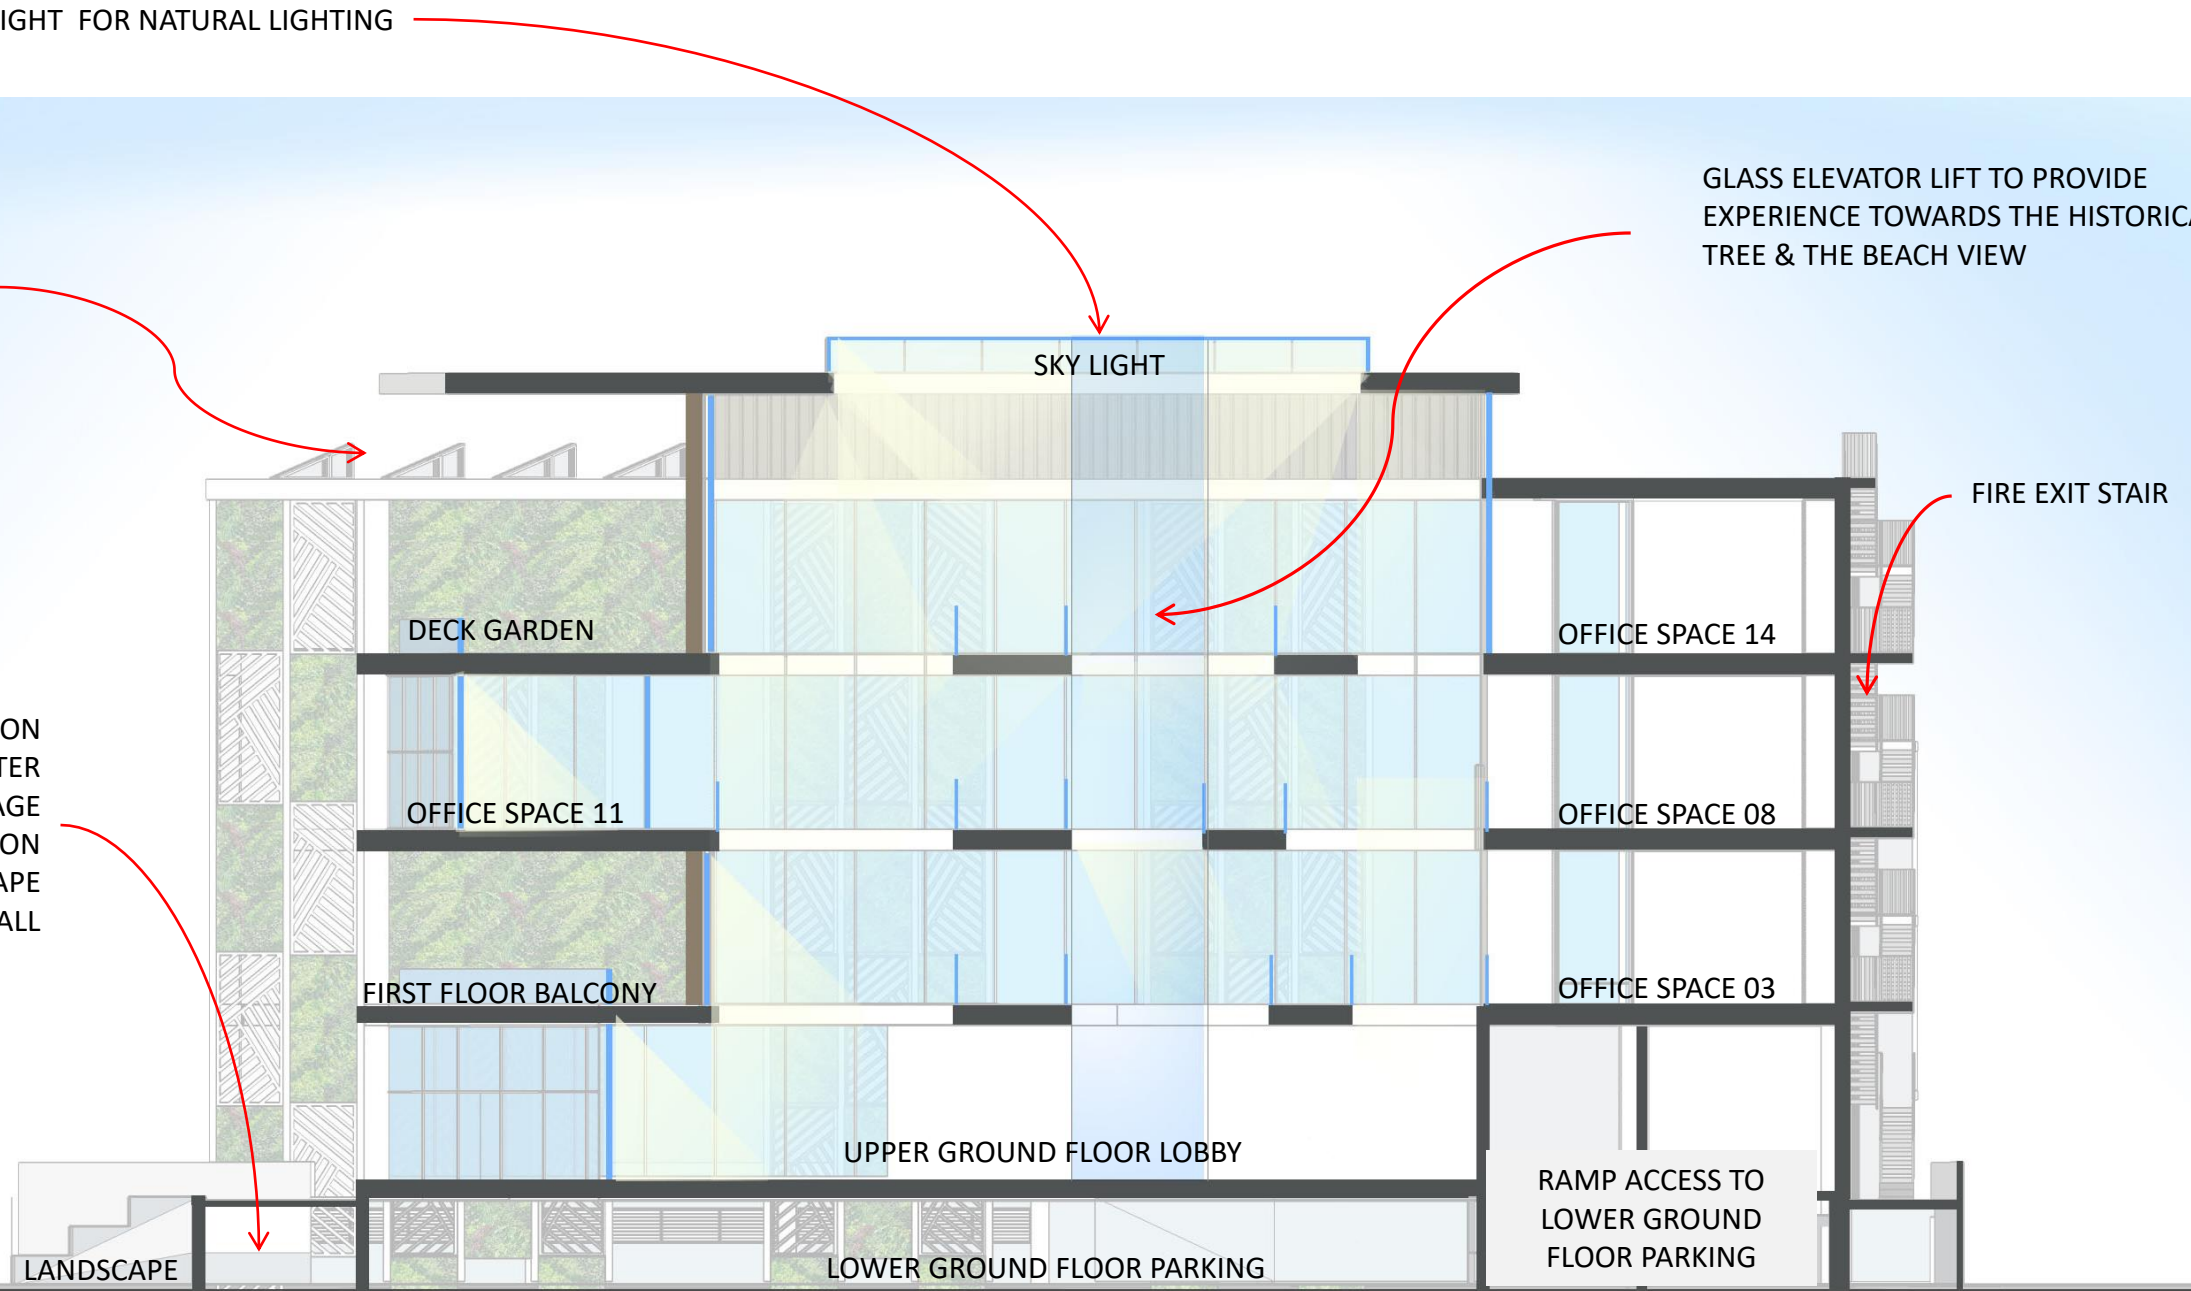 IGHT FOR NATURAL LIGHTING
GLASS ELEVATOR LIFT TO PROVIDE
EXPERIENCE TOWARDS THE HISTORICA
TREE & THE BEACH VIEW
SKY LIGHT
FIRE EXIT STAIR
DECK GARDEN
OFFICE SPACE 14
ON
TER
AGE
ON
APE
ALL
OFFICE SPACE 11
OFFICE SPACE 08
FIRST FLOOR BALCONY
OFFICE SPACE 03
UPPER GROUND FLOOR LOBBY
RAMP ACCESS TO
LOWER GROUND
FLOOR PARKING
LANDSCAPE
LOWER GROUND FLOOR PARKING